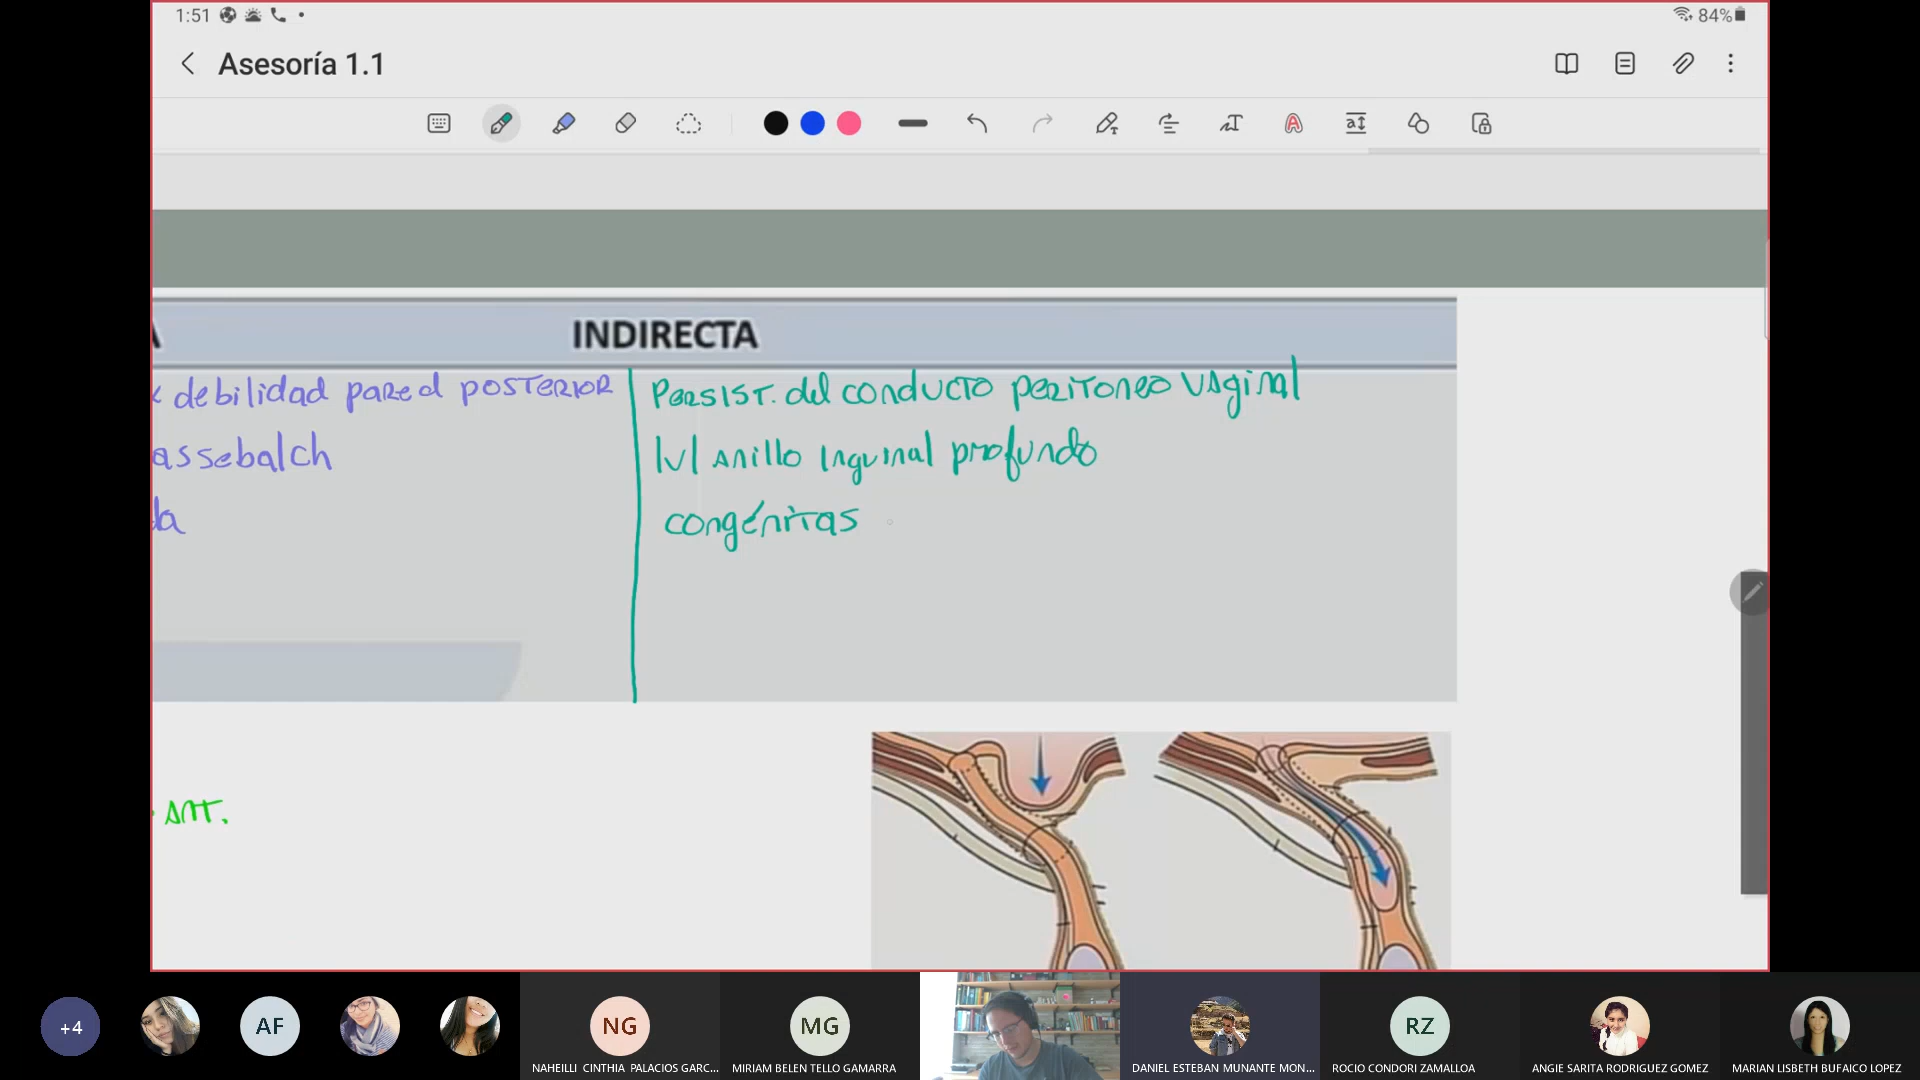 1:51
84%
Asesoría 1.1
INDIRECTA
debilidad pared posterior
Persist. del conducto peritoneo vaginal
assebalch
lvl anillo inguinal profundo
da
congénitas
ANT.
+4
AF
NG
MG
RZ
NAHEILLI CINTHIA PALACIOS GARC...
MIRIAM BELEN TELLO GAMARRA
DANIEL ESTEBAN MUNANTE MON...
ROCIO CONDORI ZAMALLOA
ANGIE SARITA RODRIGUEZ GOMEZ
MARIAN LISBETH BUFAICO LOPEZ